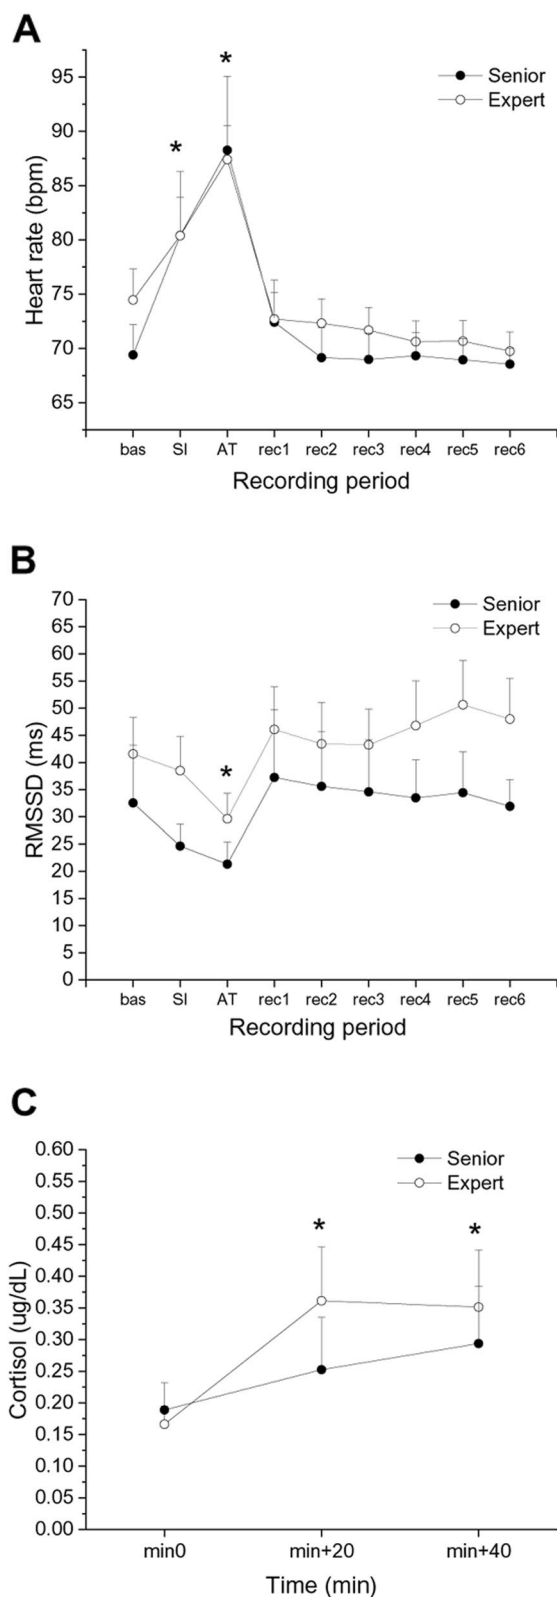 A
*
*
Senior
Expert
95
90
85
80
75
70
65
Heart rate (bpm)
bas SI AT rec1 rec2 rec3 rec4 rec5 rec6
Recording period
B
Senior
Expert
70
65
60
55
50
45
40
35
30
25
20
15
10
5
0
*
RMSSD (ms)
bas SI AT rec1 rec2 rec3 rec4 rec5 rec6
Recording period
C
Senior
Expert
0.60
0.55
0.50
0.45
0.40
0.35
0.30
0.25
0.20
0.15
0.10
0.05
0.00
* *
Cortisol (ug/dL)
min0 min+20 min+40
Time (min)